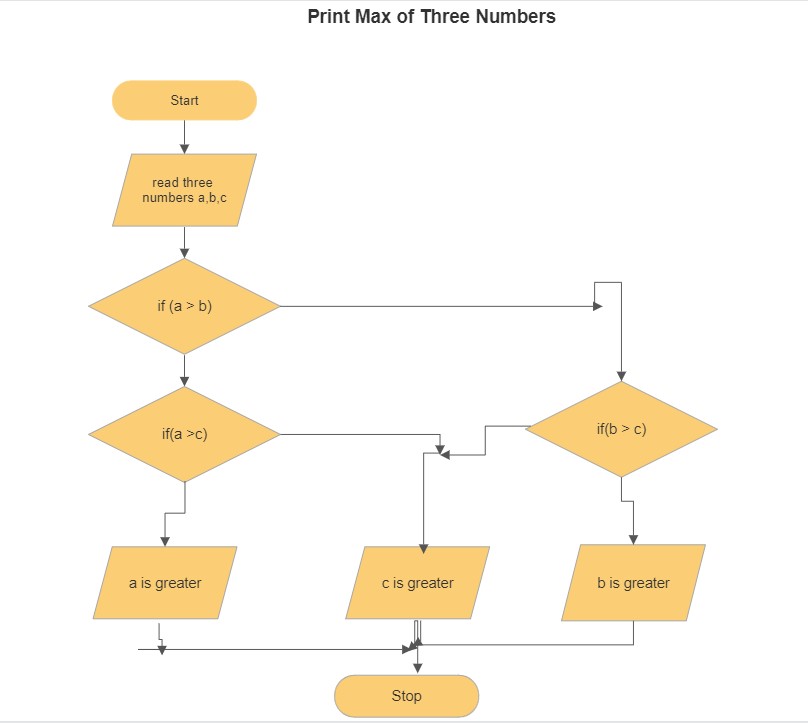 Print Max of Three Numbers
Start
read three
numbers a,b,c
if (a > b)
if(a >c)
if(b > c)
a is greater
c is greater
b is greater
Stop